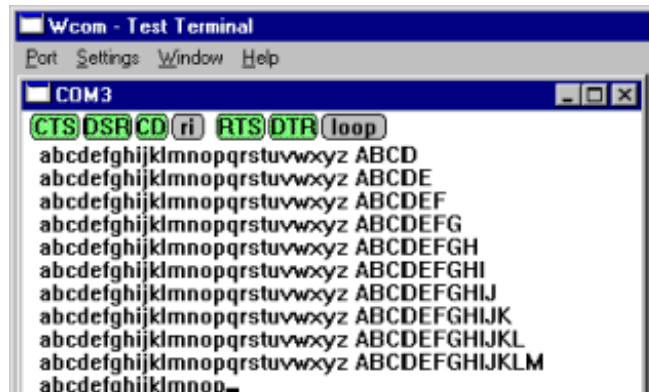 Wcom - Test Terminal
Port Settings Window Help
COM3
CTS DSR CD ri RTS DTR loop
abcdefghijklmnopqrstuvwxyz ABCD
abcdefghijklmnopqrstuvwxyz ABCDE
abcdefghijklmnopqrstuvwxyz ABCDEF
abcdefghijklmnopqrstuvwxyz ABCDEFG
abcdefghijklmnopqrstuvwxyz ABCDEFGH
abcdefghijklmnopqrstuvwxyz ABCDEFGHI
abcdefghijklmnopqrstuvwxyz ABCDEFGHIJ
abcdefghijklmnopqrstuvwxyz ABCDEFGHIJK
abcdefghijklmnopqrstuvwxyz ABCDEFGHIJKL
abcdefghijklmnopqrstuvwxyz ABCDEFGHIJKLM
abcdefghijklmnop_